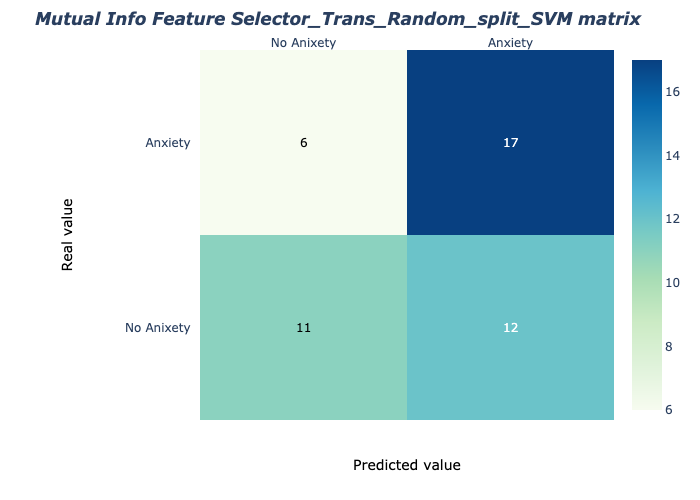 Mutual Info Feature Selector_Trans_Random_split_SVM matrix
No Anixety Anxiety
Anxiety 6 17
16
14
12
Real value
10
No Anixety 11 12
8
6
Predicted value